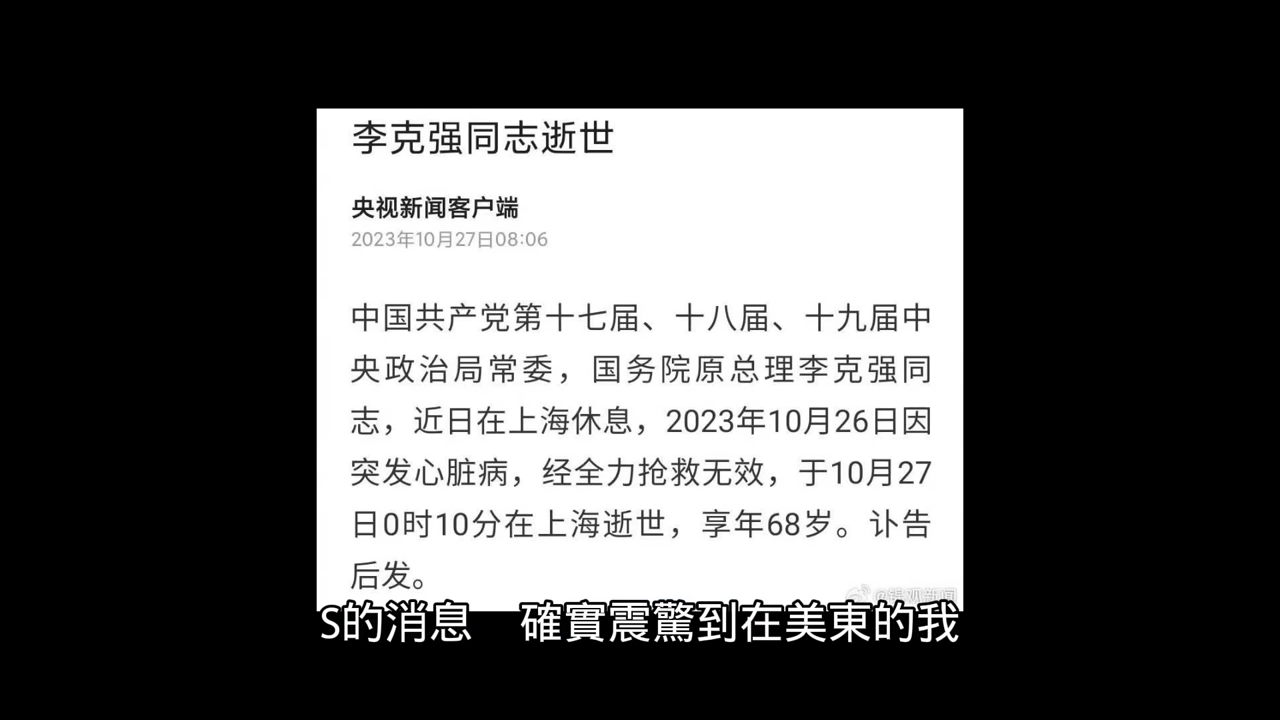 李克强同志逝世
央视新闻客户端
2023年10月27日08:06
中国共产党第十七届、十八届、十九届中
央政治局常委，国务院原总理李克强同
志，近日在上海休息，2023年10月26日因
突发心脏病，经全力抢救无效，于10月27
日0时10分在上海逝世，享年68岁。讣告
后发。
S的消息 確實震驚到在美東的我